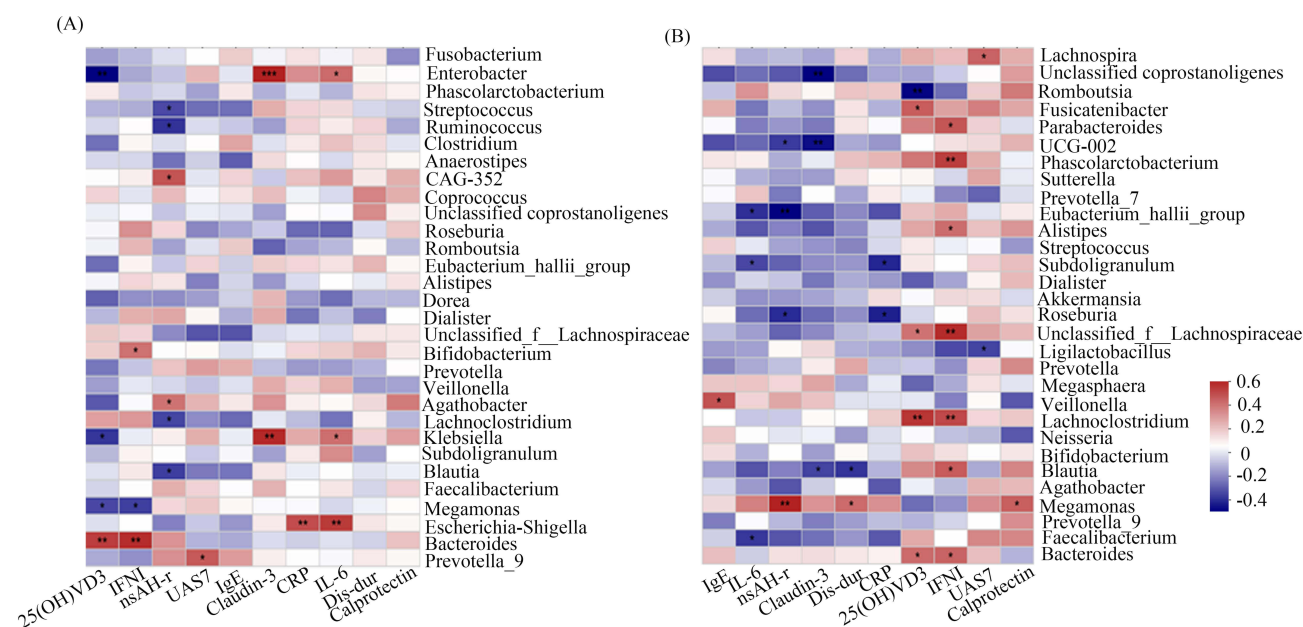 (A)
Fusobacterium
Enterobacter
Phascolarctobacterium
Streptococcus
Ruminococcus
Clostridium
Anaerostipes
CAG-352
Coprococcus
Unclassified coprostanoligenes
Roseburia
Romboutsia
Eubacterium_hallii_group
Alistipes
Dorea
Dialister
Unclassified_f__Lachnospiraceae
Bifidobacterium
Prevotella
Veillonella
Agathobacter
Lachnoclostridium
Klebsiella
Subdoligranulum
Blautia
Faecalibacterium
Megamonas
Escherichia-Shigella
Bacteroides
Prevotella_9
25(OH)VD3
IFNI
nsAH-r
UAS7
IgE
Claudin-3
CRP
IL-6
Dis-dur
Calprotectin
(B)
Lachnospira
Unclassified coprostanoligenes
Romboutsia
Fusicatenibacter
Parabacteroides
UCG-002
Phascolarctobacterium
Sutterella
Prevotella_7
Eubacterium_hallii_group
Alistipes
Streptococcus
Subdoligranulum
Dialister
Akkermansia
Roseburia
Unclassified_f__Lachnospiraceae
Ligilactobacillus
Prevotella
Megasphaera
Veillonella
Lachnoclostridium
Neisseria
Bifidobacterium
Blautia
Agathobacter
Megamonas
Prevotella_9
Faecalibacterium
Bacteroides
IgE
IL-6
nsAH-r
Claudin-3
Dis-dur
CRP
25(OH)VD3
IFNI
UAS7
Calprotectin
0.6
0.4
0.2
0
-0.2
-0.4